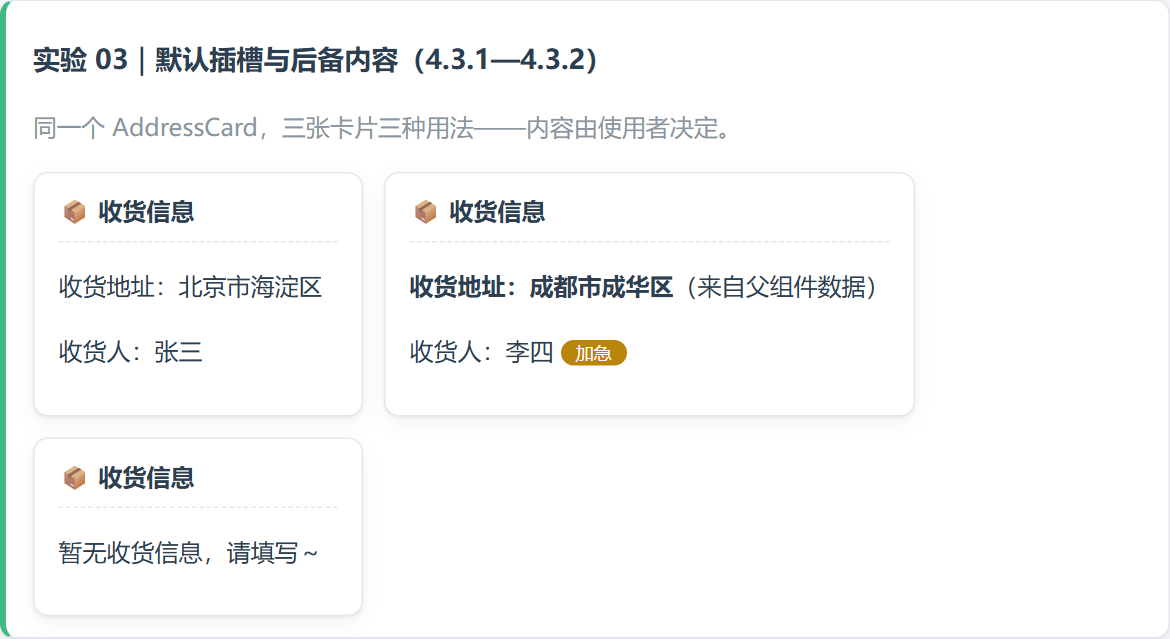 实验 03｜默认插槽与后备内容（4.3.1—4.3.2）
同一个 AddressCard，三张卡片三种用法——内容由使用者决定。
📦 收货信息
收货地址：北京市海淀区
收货人：张三
📦 收货信息
收货地址：成都市成华区（来自父组件数据）
收货人：李四 加急
📦 收货信息
暂无收货信息，请填写～